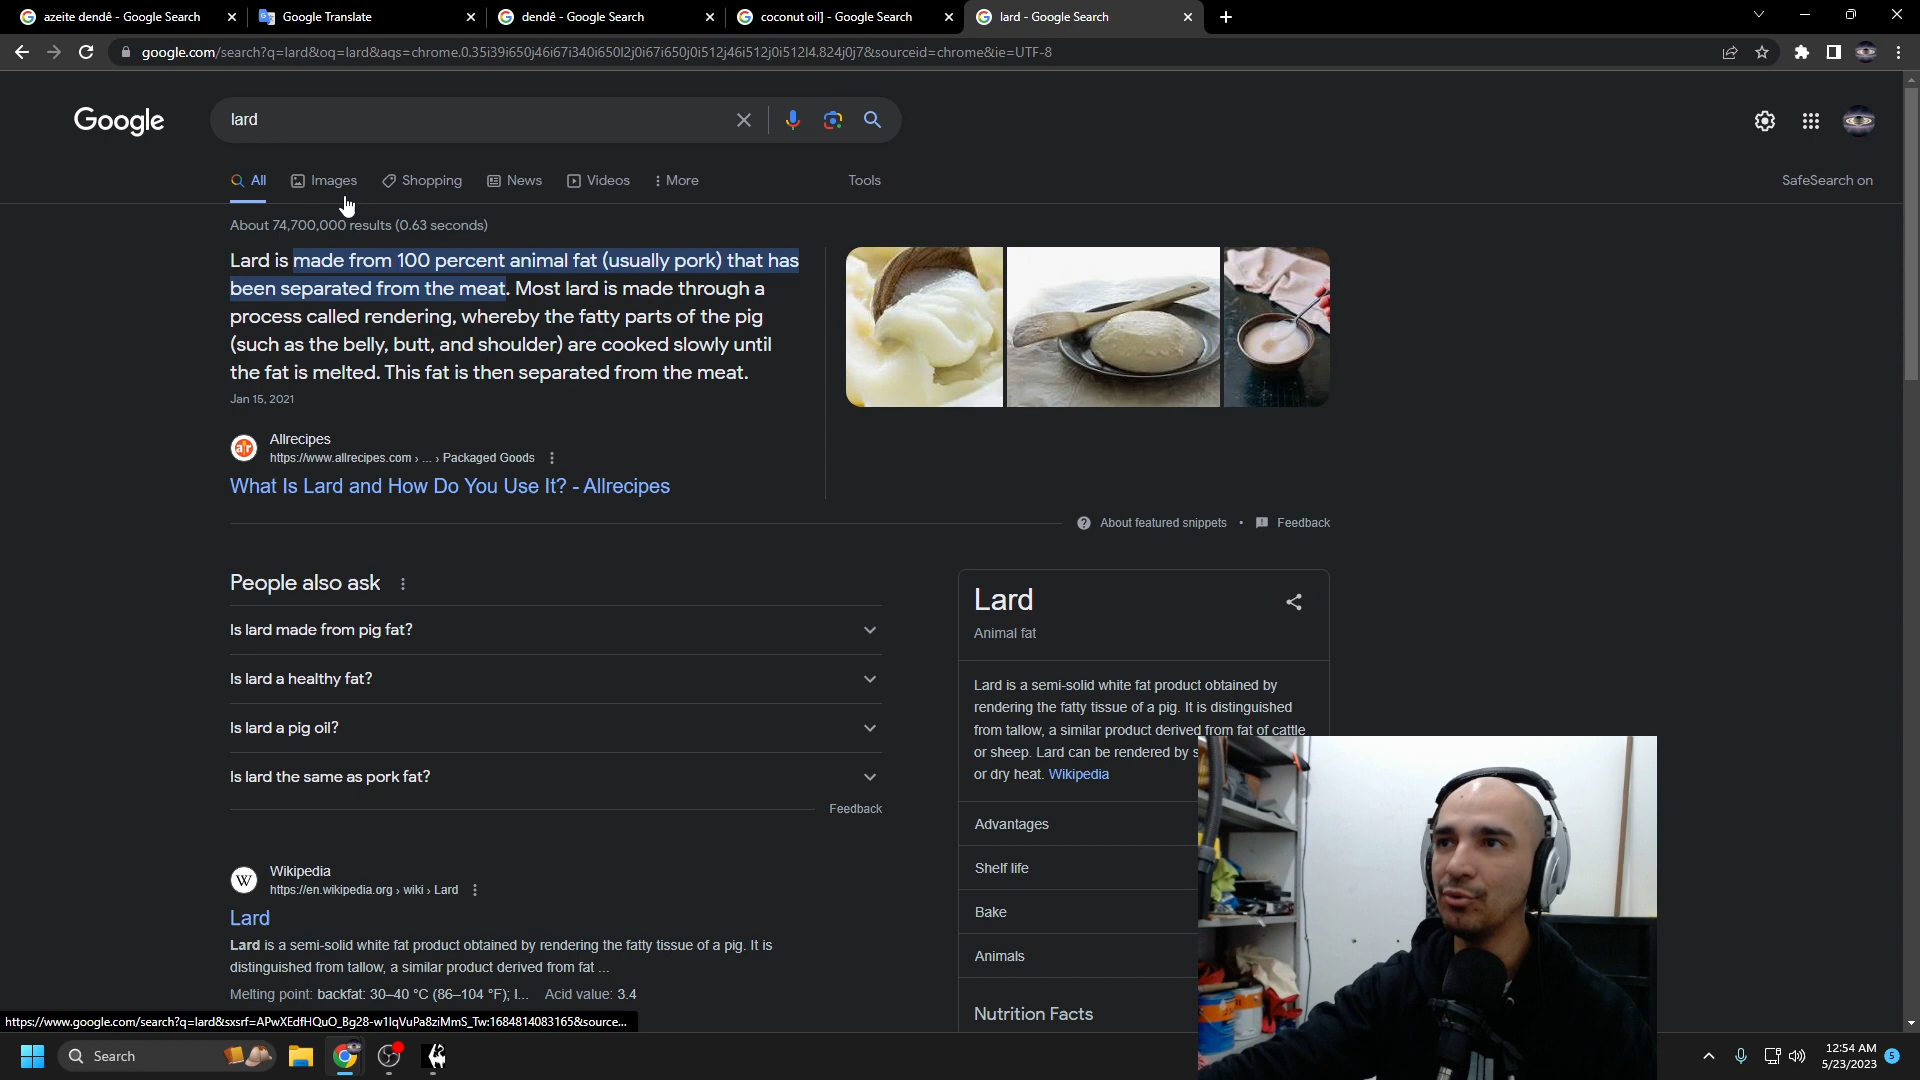 azeite dendê - Google Search
Google Translate
dendê - Google Search
coconut oil] - Google Search
lard - Google Search
google.com/search?q=lard&oq=lard&aqs=chrome.0.35i39i650j46i67i340i650l2j0i67i650j0i512j46i512j0i512l4.824j0j7&sourceid=chrome&ie=UTF-8
Google
lard
All
Images
Shopping
News
Videos
More
Tools
SafeSearch on
About 74,700,000 results (0.63 seconds)
Lard is made from 100 percent animal fat (usually pork) that has
been separated from the meat. Most lard is made through a
process called rendering, whereby the fatty parts of the pig
(such as the belly, butt, and shoulder) are cooked slowly until
the fat is melted. This fat is then separated from the meat.
Jan 15, 2021
Allrecipes
https://www.allrecipes.com › ... › Packaged Goods
What Is Lard and How Do You Use It? - Allrecipes
About featured snippets • Feedback
People also ask
Is lard made from pig fat?
Is lard a healthy fat?
Is lard a pig oil?
Is lard the same as pork fat?
Feedback
Lard
Animal fat
Lard is a semi-solid white fat product obtained by
rendering the fatty tissue of a pig. It is distinguished
from tallow, a similar product derived from fat of cattle
or sheep. Lard can be rendered by s
or dry heat. Wikipedia
Advantages
Shelf life
Bake
Animals
Nutrition Facts
W
Wikipedia
https://en.wikipedia.org › wiki › Lard
Lard
Lard is a semi-solid white fat product obtained by rendering the fatty tissue of a pig. It is
distinguished from tallow, a similar product derived from fat ...
Melting point: backfat: 30–40 °C (86–104 °F); l... Acid value: 3.4
https://www.google.com/search?q=lard&sxsrf=APwXEdfHQuO_Bg28-w1lqVuPa8ziMmS_Tw:1684814083165&source...
Search
12:54 AM
5/23/2023
5